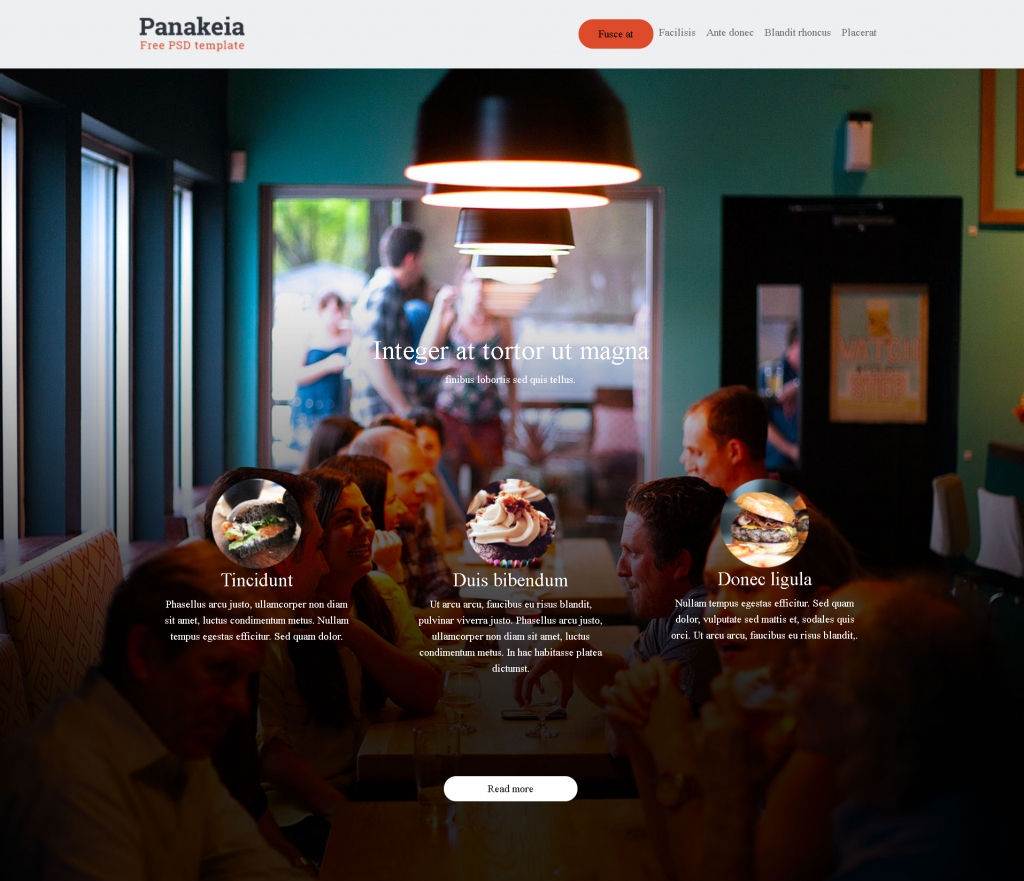 Panakeia
Free PSD template
Fusce at Facilisis Ante donec Blandit rhoncus Placerat
Integer at tortor ut magna
finibus lobortis sed quis tellus.
Tincidunt
Phasellus arcu justo, ullamcorper non diam
sit amet, luctus condimentum metus. Nullam
tempus egestas efficitur. Sed quam dolor.
Duis bibendum
Ut arcu arcu, faucibus eu risus blandit,
pulvinar viverra justo. Phasellus arcu justo,
ullamcorper non diam sit amet, luctus
condimentum metus. In hac habitasse platea
dictumst.
Donec ligula
Nullam tempus egestas efficitur. Sed quam
dolor, vulputate sed mattis et, sodales quis
orci. Ut arcu arcu, faucibus eu risus blandit,.
Read more